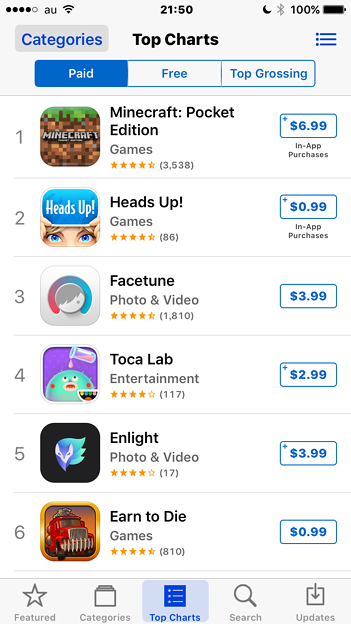 au 21:50 100%
Categories Top Charts
Paid Free Top Grossing
1
MINECRAFT
Minecraft: Pocket
Edition
Games
(3,538)
+ $6.99
In-App
Purchases
2
Heads Up!
Heads Up!
Games
(86)
+ $0.99
In-App
Purchases
3
Facetune
Photo & Video
(1,810)
$3.99
4
Toca Lab
Entertainment
(117)
+ $2.99
5
Enlight
Photo & Video
(17)
+ $3.99
6
Earn to Die
Games
(810)
$0.99
Featured Categories Top Charts Search Updates